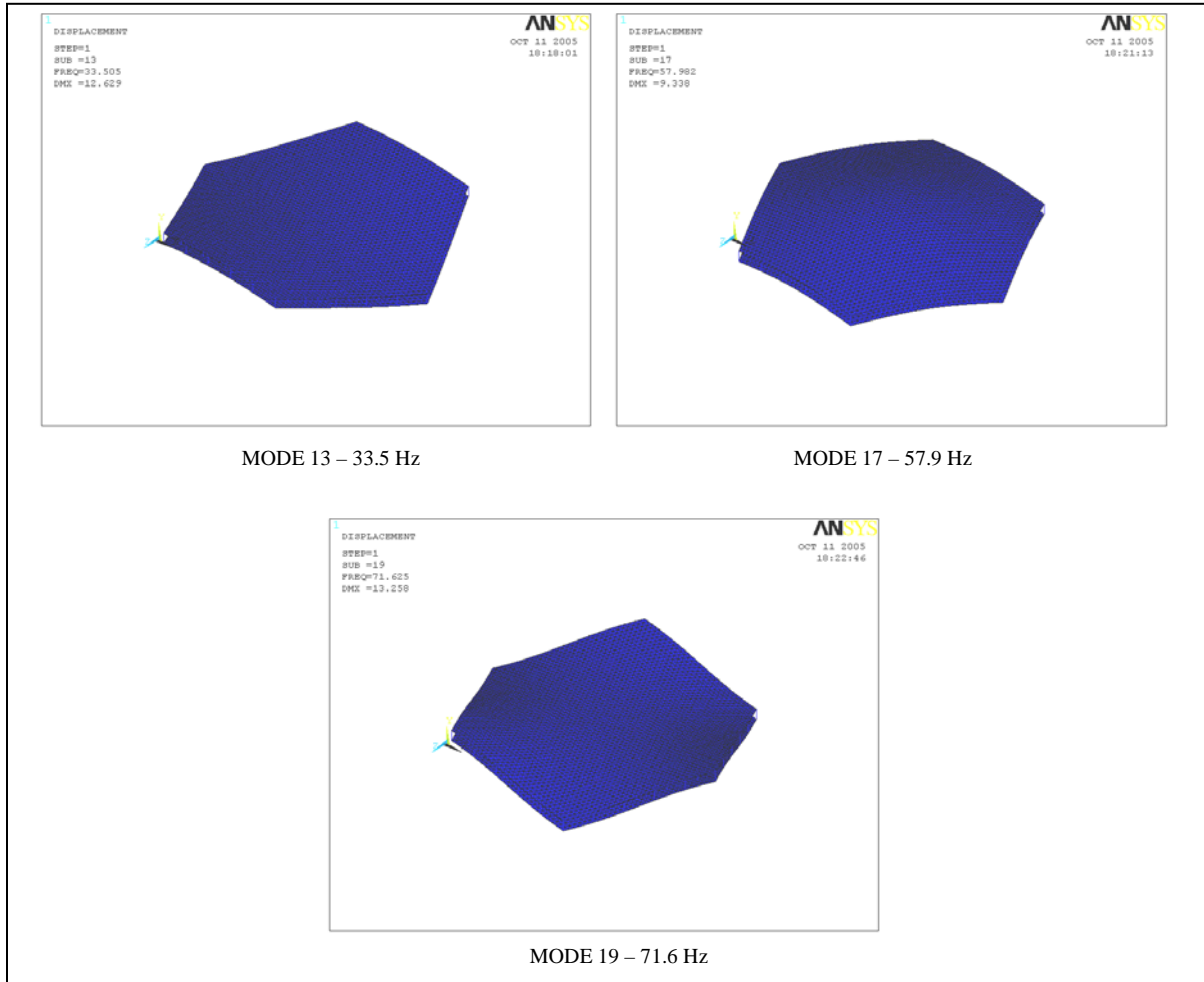 1
ANSYS
DISPLACEMENT
OCT 11 2005
18:18:01
STEP=1
SUB =13
FREQ=33.505
DMX =12.629
Y
Z
MODE 13 – 33.5 Hz
1
ANSYS
DISPLACEMENT
OCT 11 2005
18:21:13
STEP=1
SUB =17
FREQ=57.982
DMX =9.338
Y
Z
MODE 17 – 57.9 Hz
1
ANSYS
DISPLACEMENT
OCT 11 2005
18:22:46
STEP=1
SUB =19
FREQ=71.625
DMX =13.258
MODE 19 – 71.6 Hz